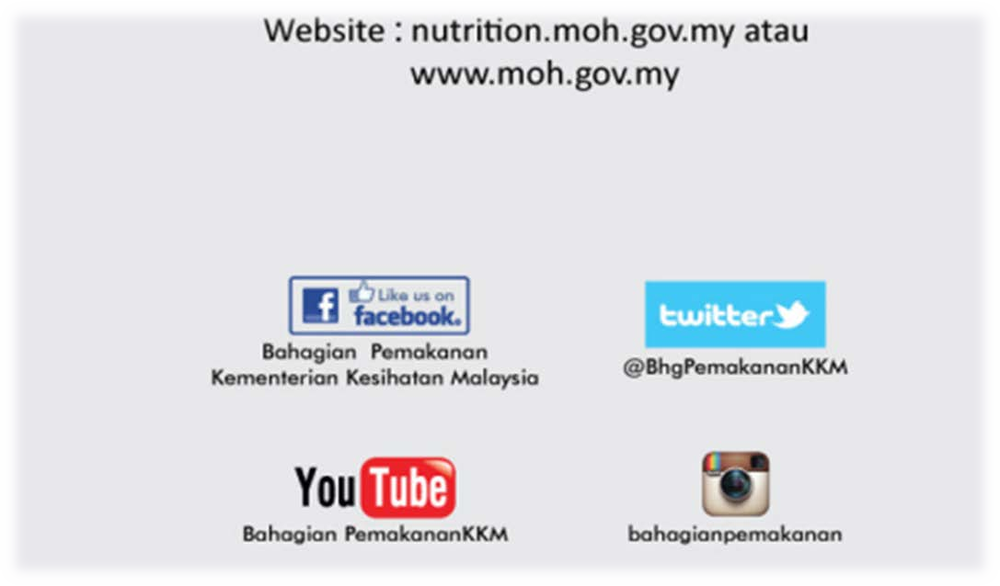 Website : nutrition.moh.gov.my atau
www.moh.gov.my
f Like us on
facebook.
Bahagian Pemakanan
Kementerian Kesihatan Malaysia
twitter
@BhgPemakananKKM
YouTube
Bahagian PemakananKKM
bahagianpemakanan